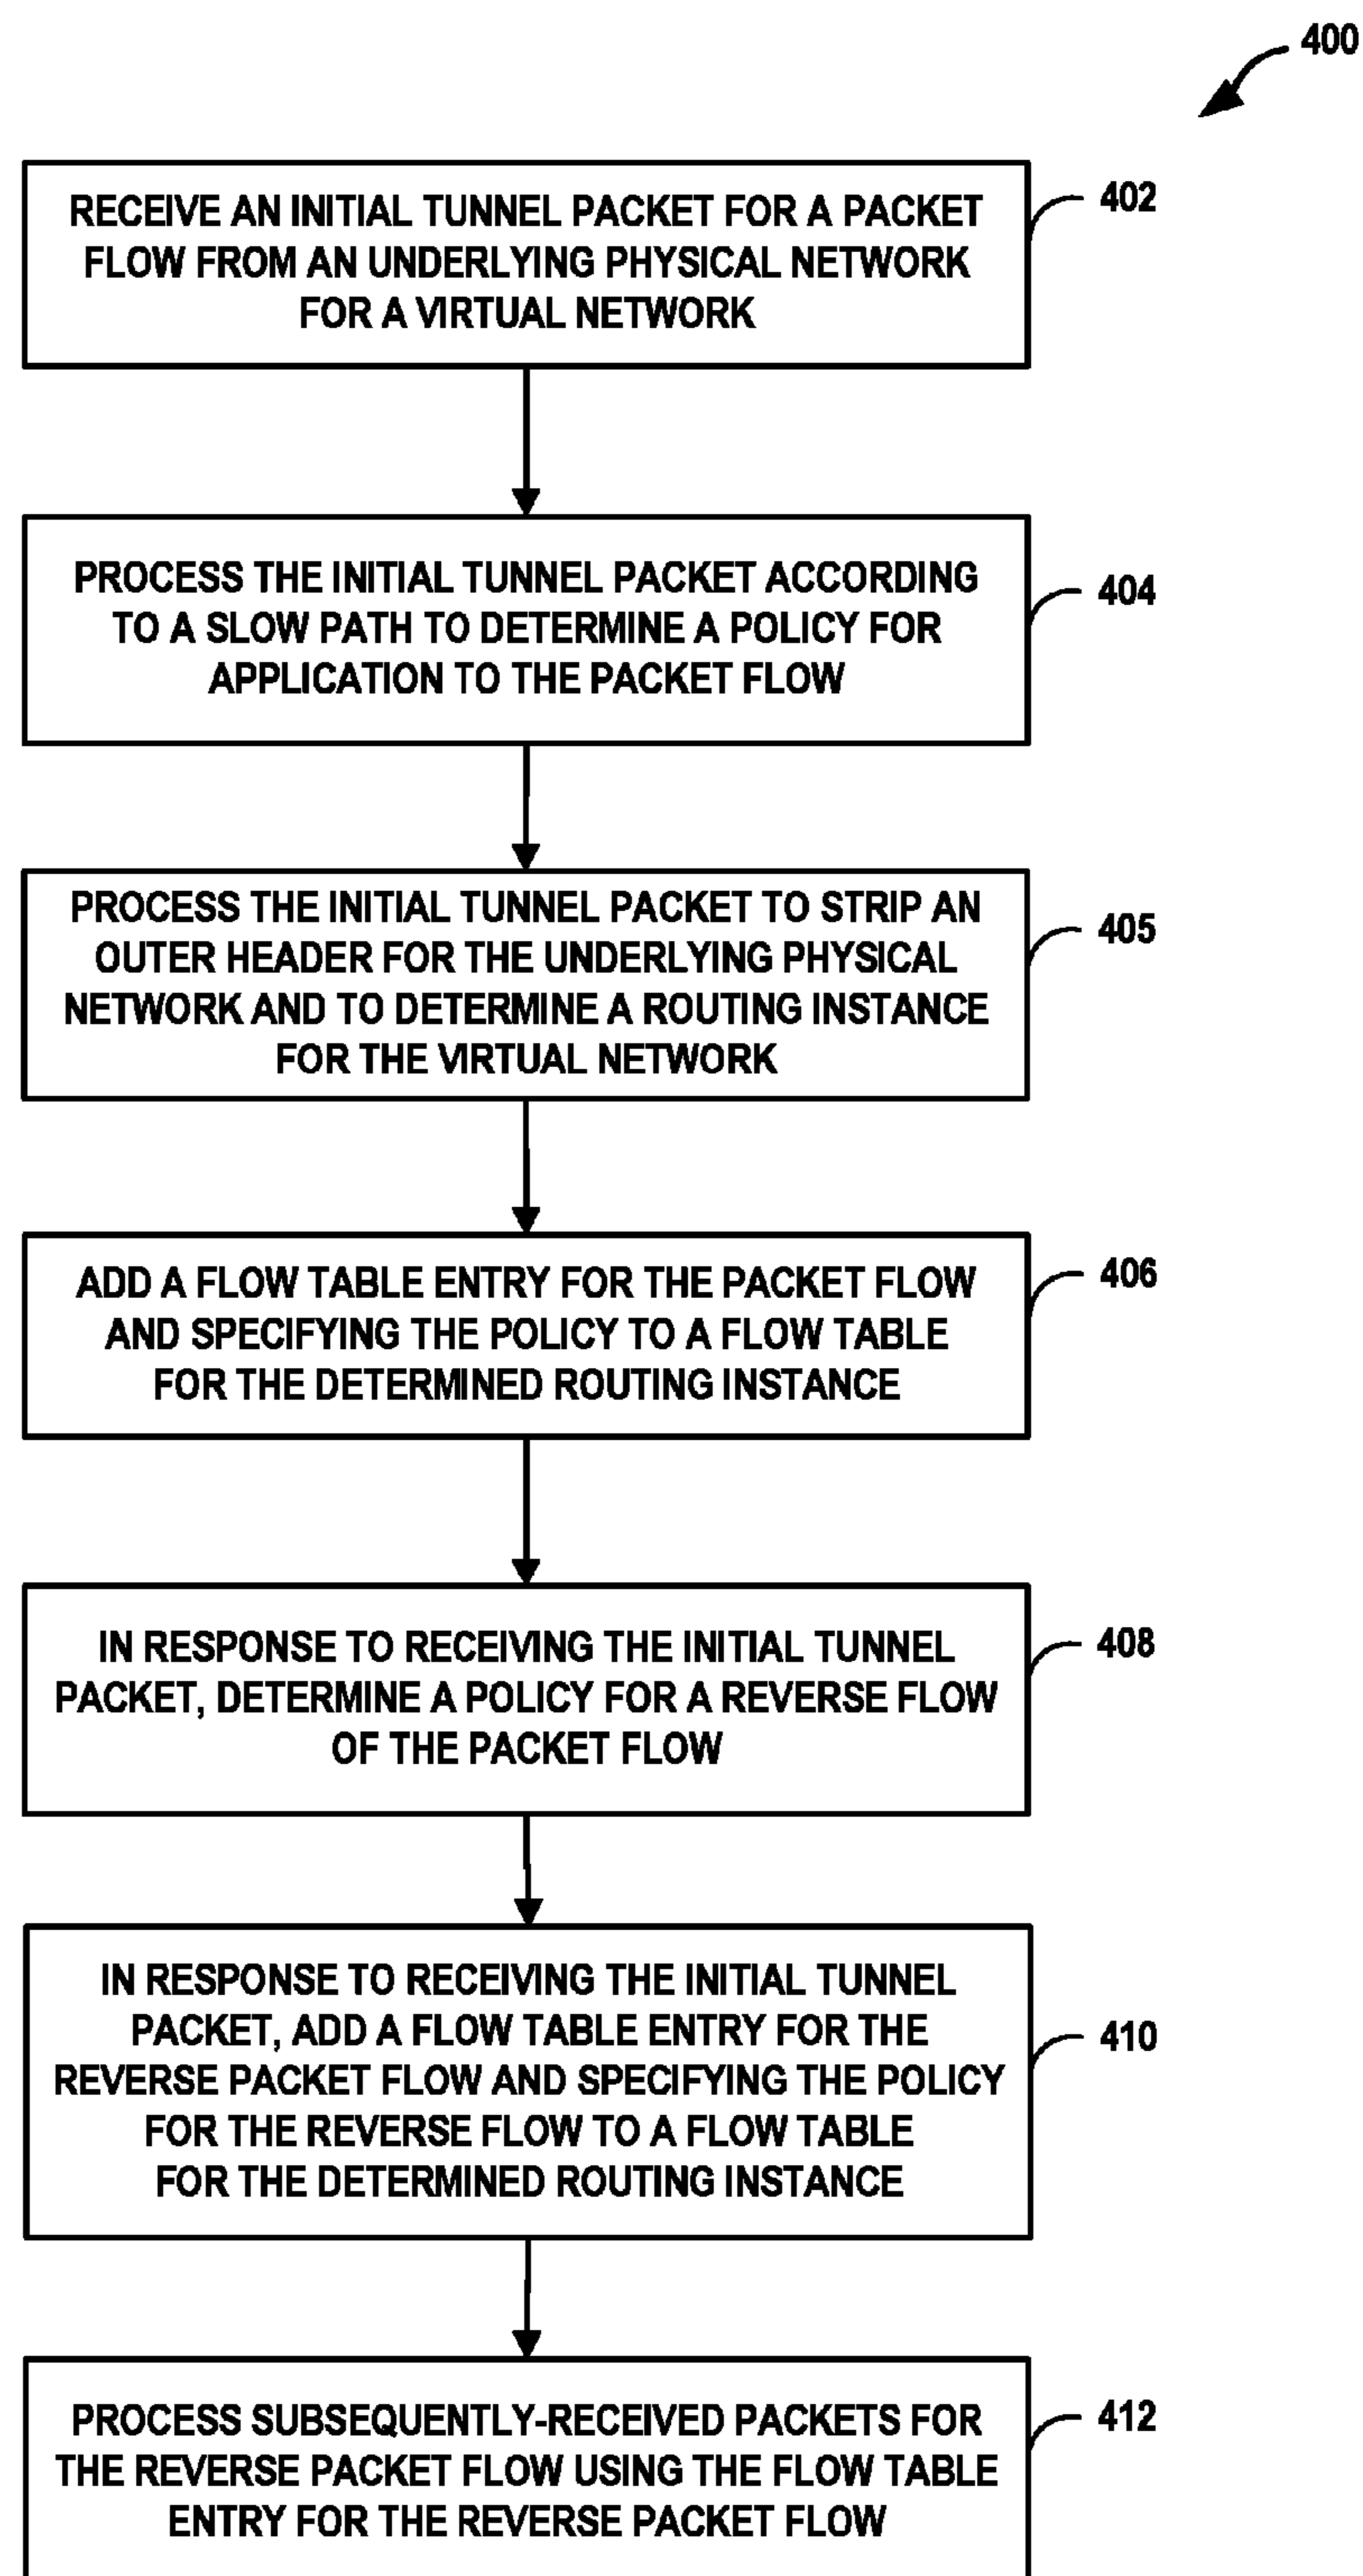 400
RECEIVE AN INITIAL TUNNEL PACKET FOR A PACKET
FLOW FROM AN UNDERLYING PHYSICAL NETWORK
FOR A VIRTUAL NETWORK
402
PROCESS THE INITIAL TUNNEL PACKET ACCORDING
TO A SLOW PATH TO DETERMINE A POLICY FOR
APPLICATION TO THE PACKET FLOW
404
PROCESS THE INITIAL TUNNEL PACKET TO STRIP AN
OUTER HEADER FOR THE UNDERLYING PHYSICAL
NETWORK AND TO DETERMINE A ROUTING INSTANCE
FOR THE VIRTUAL NETWORK
405
ADD A FLOW TABLE ENTRY FOR THE PACKET FLOW
AND SPECIFYING THE POLICY TO A FLOW TABLE
FOR THE DETERMINED ROUTING INSTANCE
406
IN RESPONSE TO RECEIVING THE INITIAL TUNNEL
PACKET, DETERMINE A POLICY FOR A REVERSE FLOW
OF THE PACKET FLOW
408
IN RESPONSE TO RECEIVING THE INITIAL TUNNEL
PACKET, ADD A FLOW TABLE ENTRY FOR THE
REVERSE PACKET FLOW AND SPECIFYING THE POLICY
FOR THE REVERSE FLOW TO A FLOW TABLE
FOR THE DETERMINED ROUTING INSTANCE
410
PROCESS SUBSEQUENTLY-RECEIVED PACKETS FOR
THE REVERSE PACKET FLOW USING THE FLOW TABLE
ENTRY FOR THE REVERSE PACKET FLOW
412